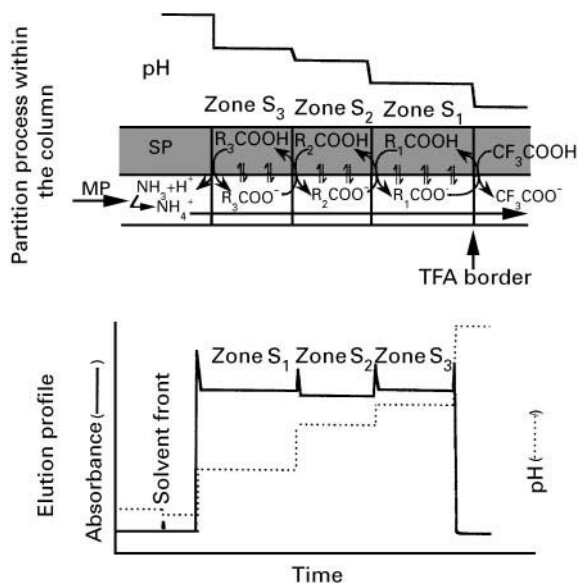 Partition process within
the column
pH
Zone S₃ Zone S₂ Zone S₁
SP
R₃COOH R₂COOH R₁COOH CF₃COOH
MP
NH₃+H⁺
NH₄⁺
R₃COO⁻ R₂COO⁻ R₁COO⁻ CF₃COO⁻
TFA border
Elution profile
Absorbance (——)
Solvent front
Zone S₁ Zone S₂ Zone S₃
pH (......)
Time